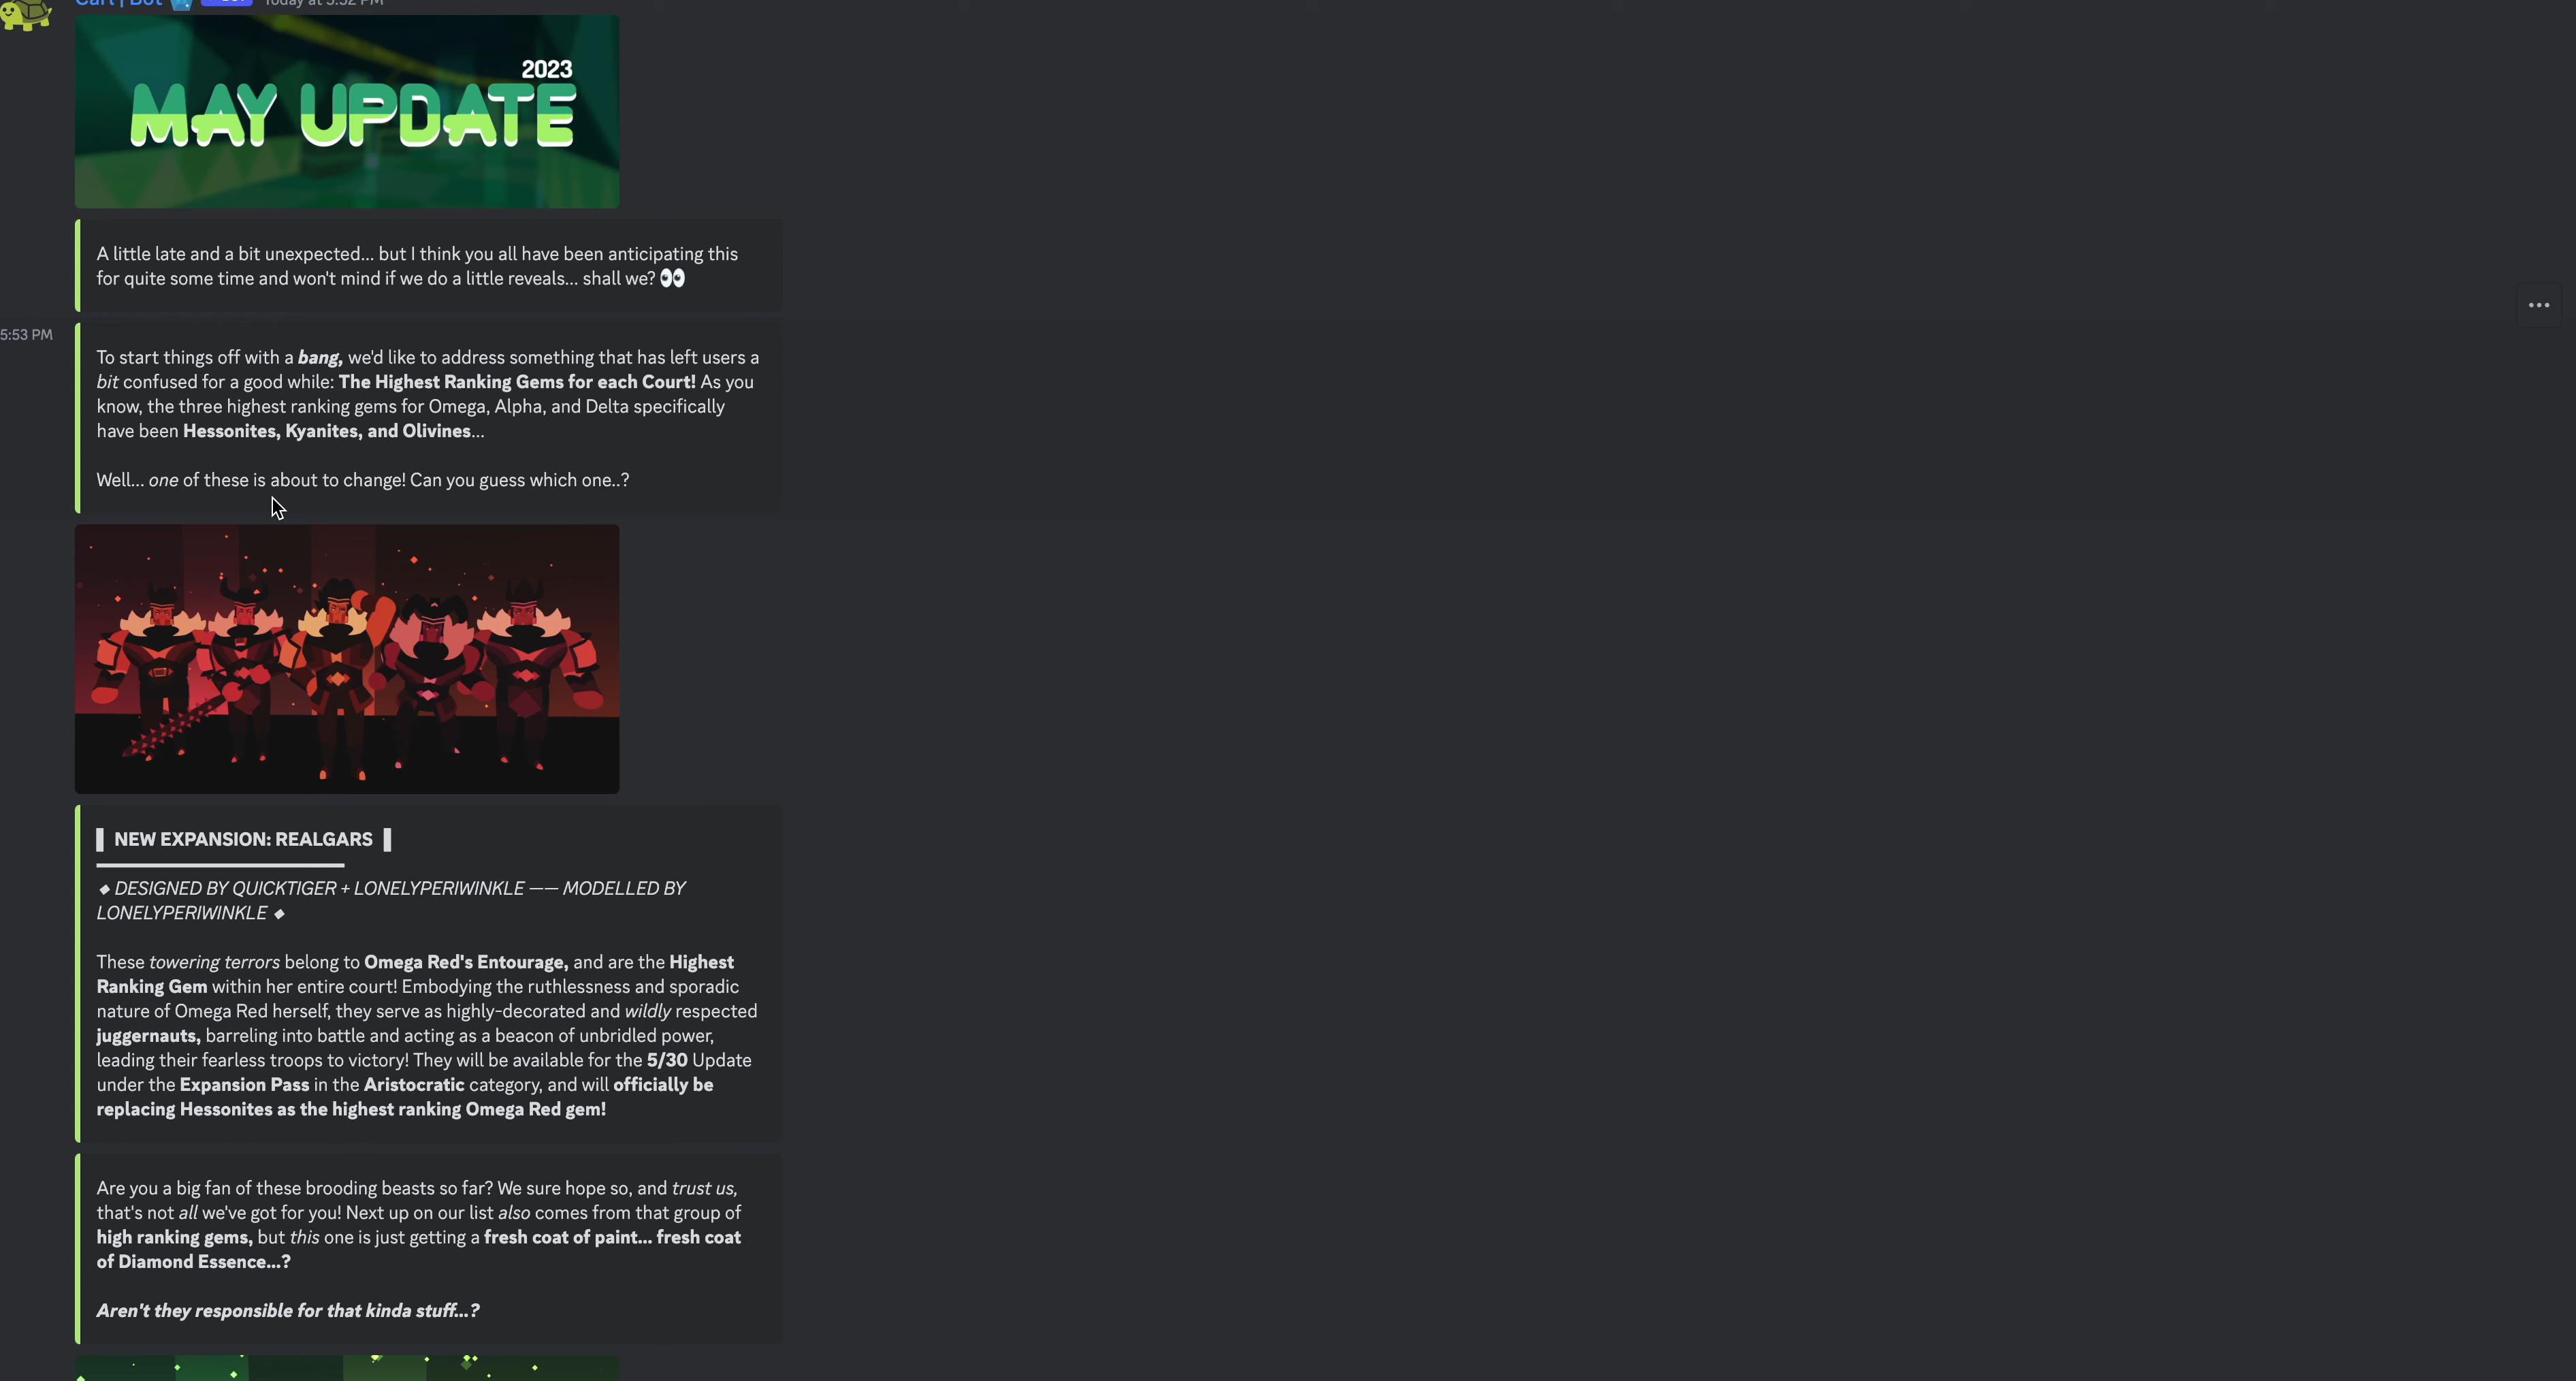 Carl | Bot BOT Today at 5:52 PM
2023
MAY UPDATE
A little late and a bit unexpected... but I think you all have been anticipating this
for quite some time and won't mind if we do a little reveals... shall we? 👀
5:53 PM
To start things off with a bang, we'd like to address something that has left users a
bit confused for a good while: The Highest Ranking Gems for each Court! As you
know, the three highest ranking gems for Omega, Alpha, and Delta specifically
have been Hessonites, Kyanites, and Olivines...
Well... one of these is about to change! Can you guess which one..?
▌ NEW EXPANSION: REALGARS ▐
◆ DESIGNED BY QUICKTIGER + LONELYPERIWINKLE —— MODELLED BY
LONELYPERIWINKLE ◆
These towering terrors belong to Omega Red's Entourage, and are the Highest
Ranking Gem within her entire court! Embodying the ruthlessness and sporadic
nature of Omega Red herself, they serve as highly-decorated and wildly respected
juggernauts, barreling into battle and acting as a beacon of unbridled power,
leading their fearless troops to victory! They will be available for the 5/30 Update
under the Expansion Pass in the Aristocratic category, and will officially be
replacing Hessonites as the highest ranking Omega Red gem!
Are you a big fan of these brooding beasts so far? We sure hope so, and trust us,
that's not all we've got for you! Next up on our list also comes from that group of
high ranking gems, but this one is just getting a fresh coat of paint... fresh coat
of Diamond Essence...?
Aren't they responsible for that kinda stuff...?